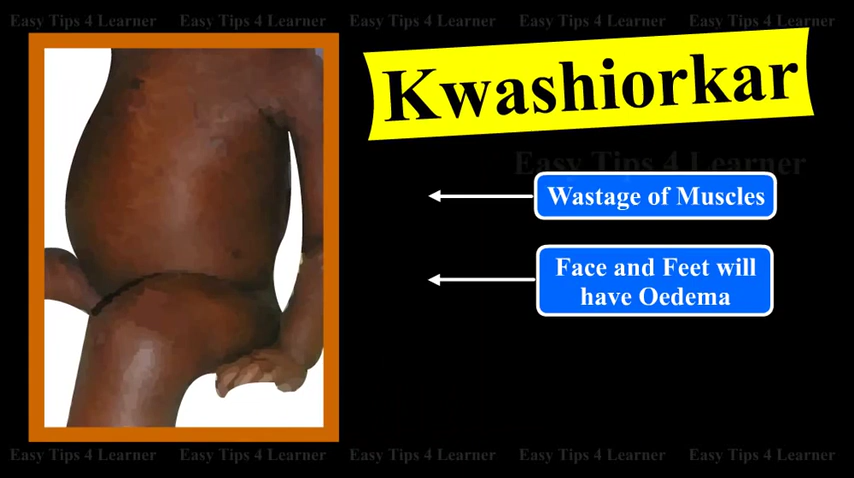 Easy Tips 4 Learner Easy Tips 4 Learner Easy Tips 4 Learner Easy Tips 4 Learner Easy Tips 4 Learner
Kwashiorkar
Easy Tips 4 Learner
Wastage of Muscles
Face and Feet will
have Oedema
Easy Tips 4 Learner Easy Tips 4 Learner Easy Tips 4 Learner Easy Tips 4 Learner Easy Tips 4 Learner